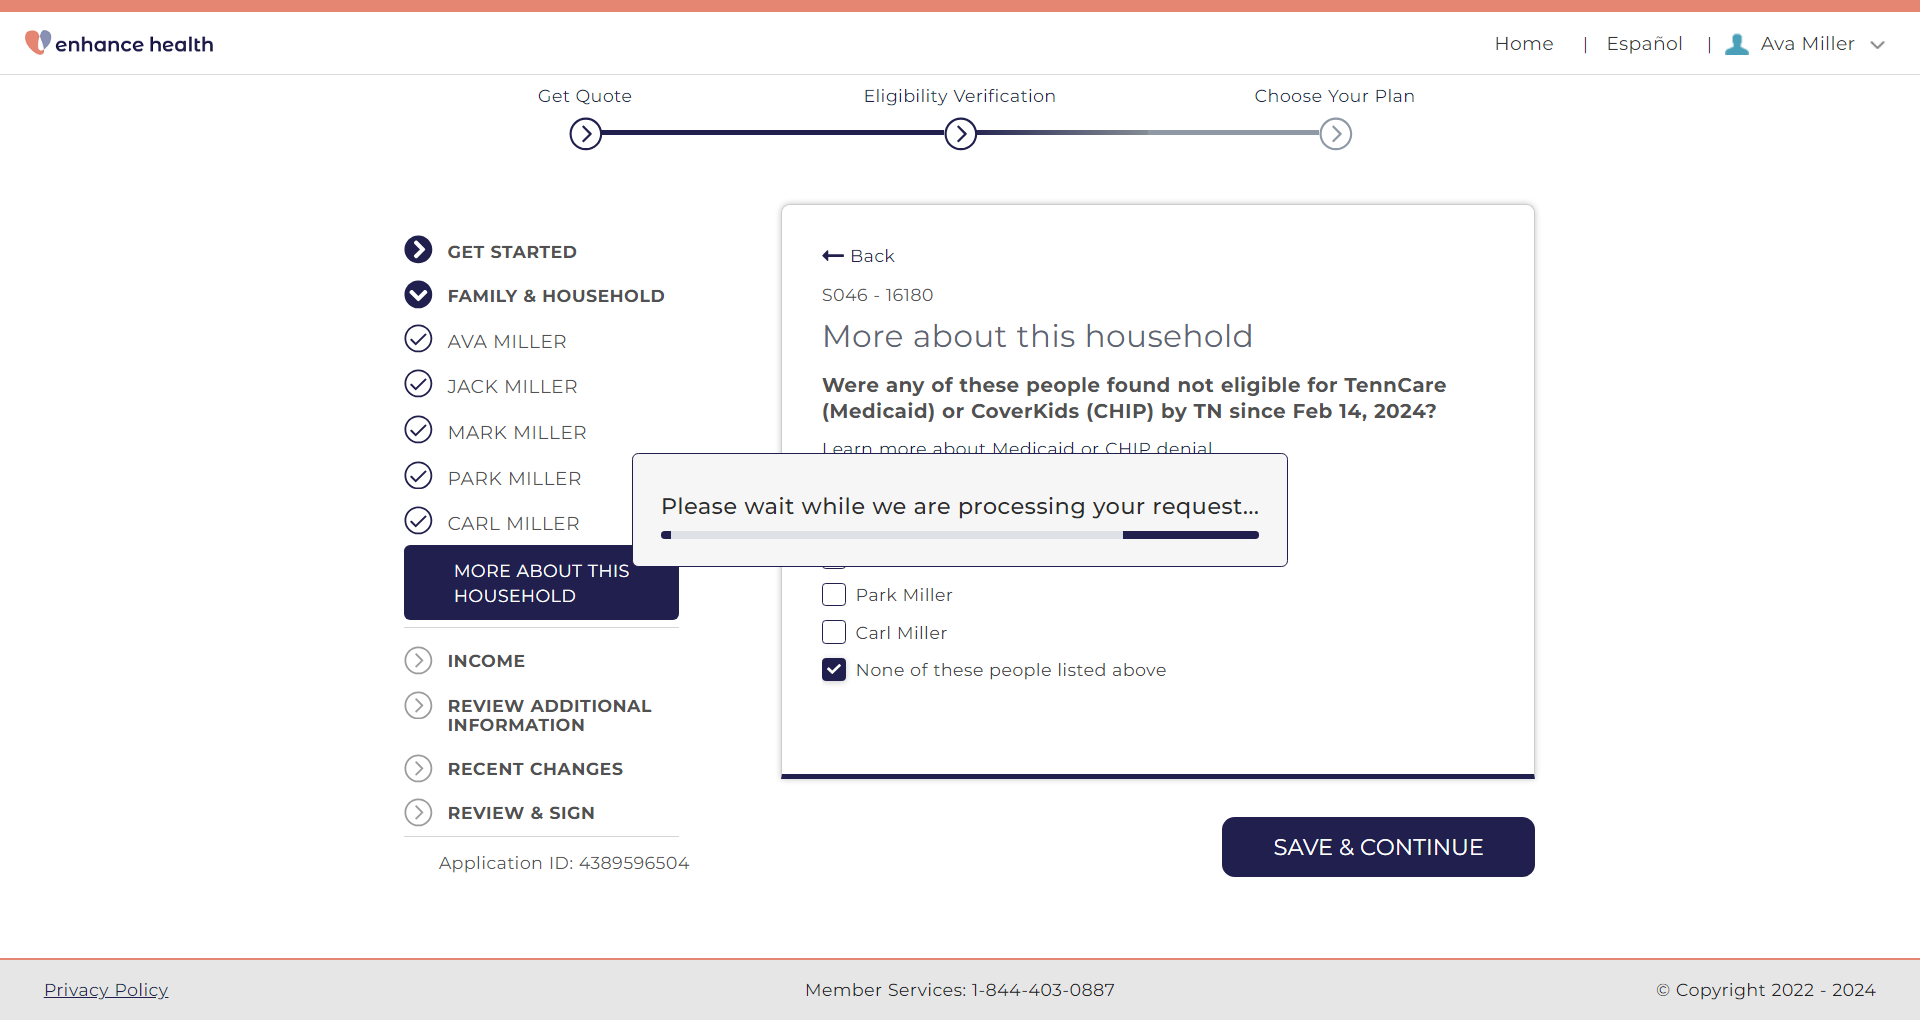 enhance health
Home | Español | Ava Miller
Get Quote
Eligibility Verification
Choose Your Plan
GET STARTED
FAMILY & HOUSEHOLD
AVA MILLER
JACK MILLER
MARK MILLER
PARK MILLER
CARL MILLER
MORE ABOUT THIS
HOUSEHOLD
INCOME
REVIEW ADDITIONAL
INFORMATION
RECENT CHANGES
REVIEW & SIGN
Application ID: 4389596504
Back
S046 - 16180
More about this household
Were any of these people found not eligible for TennCare
(Medicaid) or CoverKids (CHIP) by TN since Feb 14, 2024?
Learn more about Medicaid or CHIP denial
Please wait while we are processing your request...
Park Miller
Carl Miller
None of these people listed above
SAVE & CONTINUE
Privacy Policy
Member Services: 1-844-403-0887
© Copyright 2022 - 2024